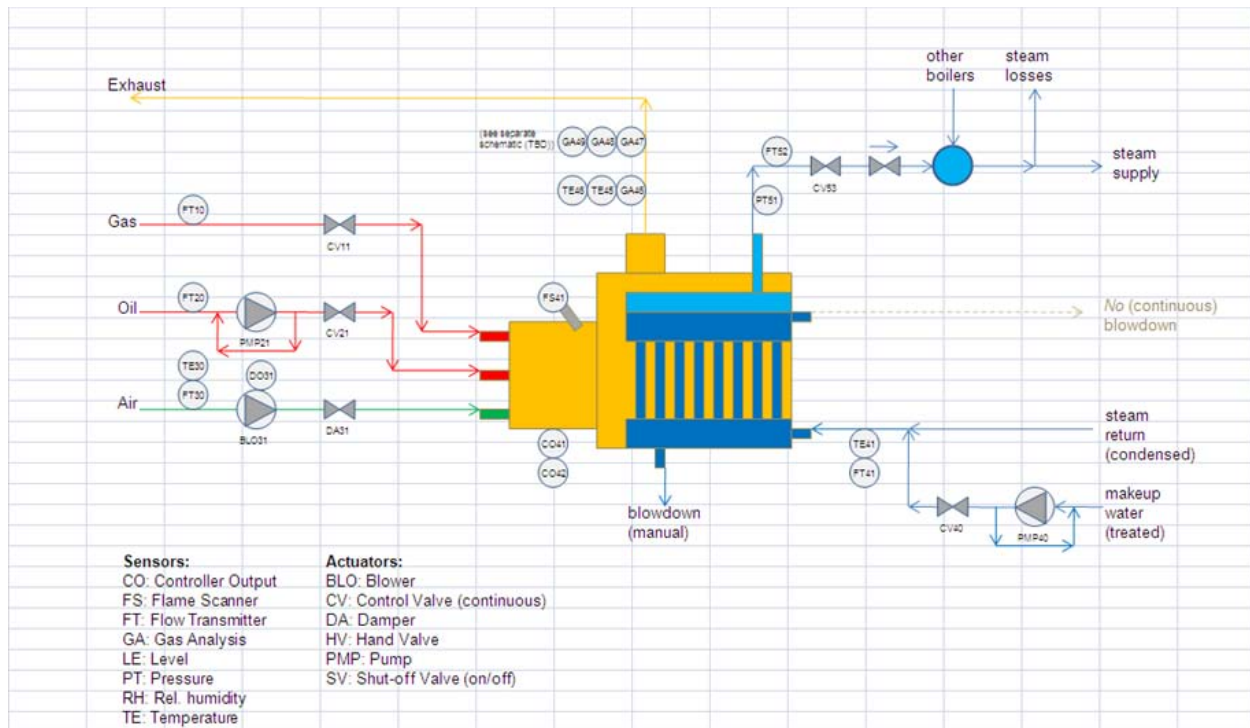 other
boilers
steam
losses
Exhaust
(see separate
schematic (TBD))
GA49
GA48
GA47
FT52
steam
supply
CV53
TE46
TE45
GA45
PT51
FT10
Gas
CV11
FS41
FT20
Oil
No (continuous)
blowdown
PMP21
CV21
TE30
DO31
FT30
Air
BLO31
DA31
steam
return
(condensed)
CO41
CO42
TE41
FT41
blowdown
(manual)
makeup
water
(treated)
CV40
PMP40
Sensors:
CO: Controller Output
FS: Flame Scanner
FT: Flow Transmitter
GA: Gas Analysis
LE: Level
PT: Pressure
RH: Rel. humidity
TE: Temperature
Actuators:
BLO: Blower
CV: Control Valve (continuous)
DA: Damper
HV: Hand Valve
PMP: Pump
SV: Shut-off Valve (on/off)